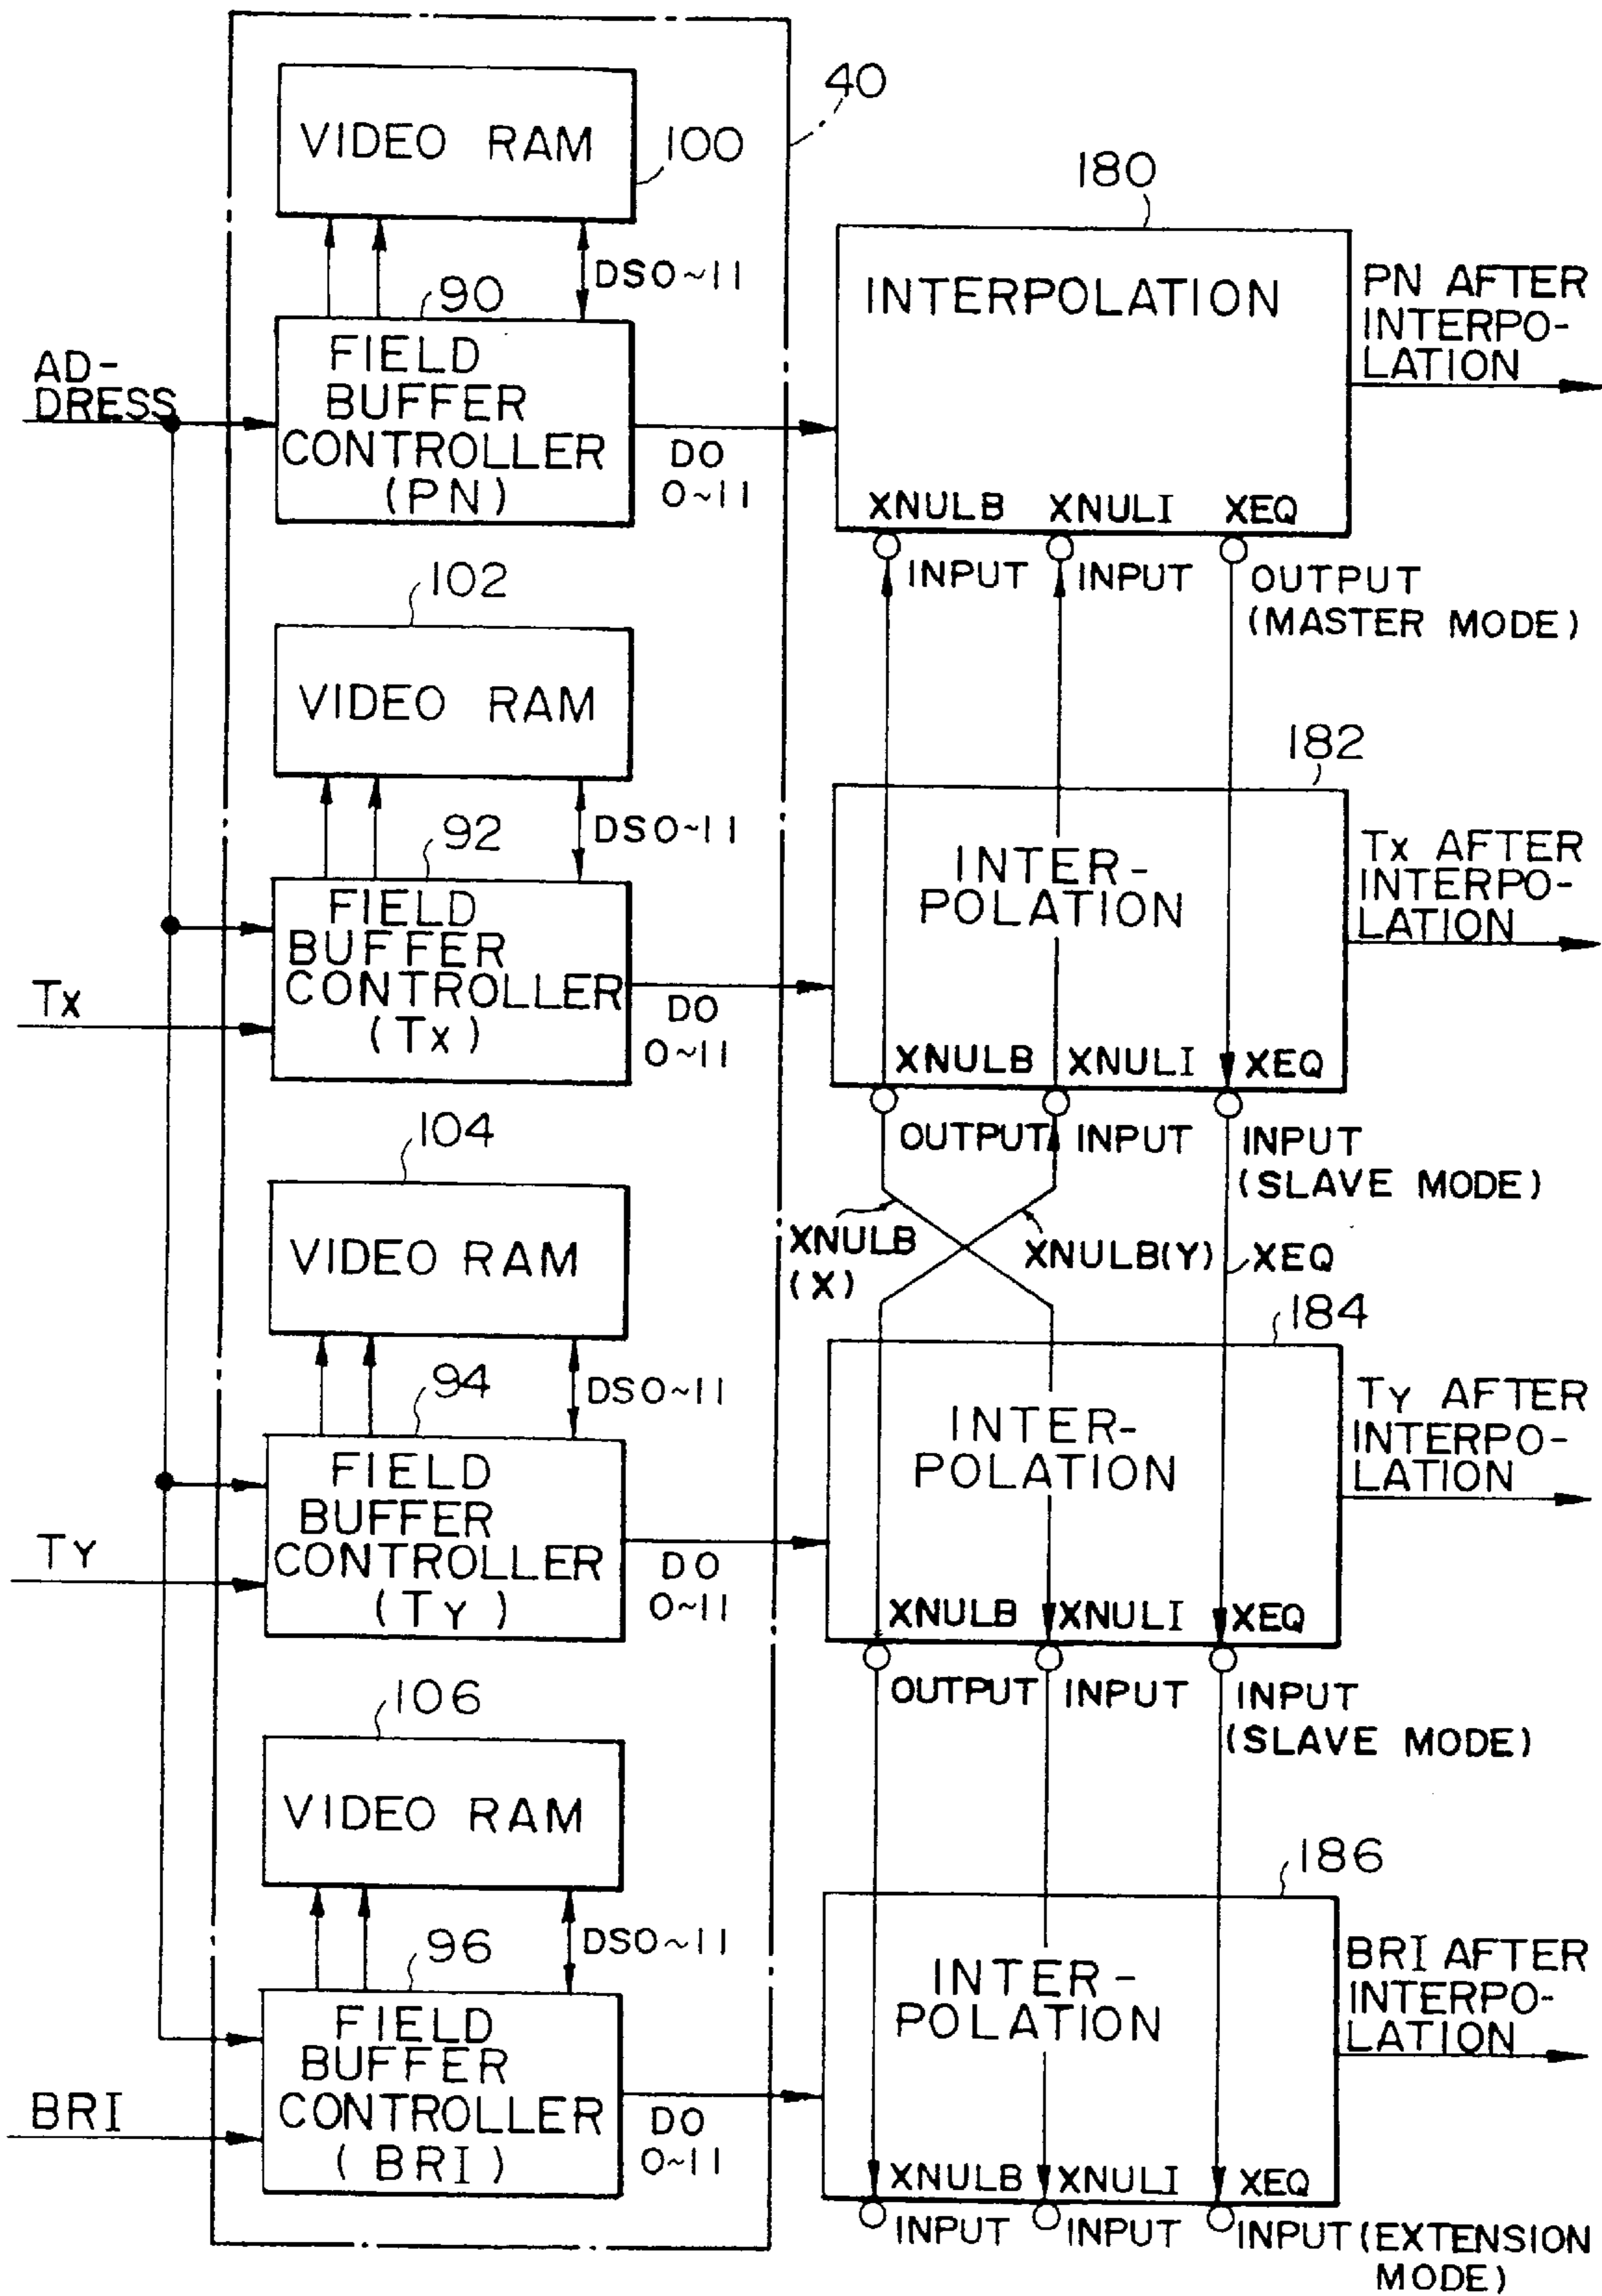 40
VIDEO RAM
100
180
DS0~11
90
INTERPOLATION
PN AFTER
INTERPO-
LATION
AD-
DRESS
FIELD
BUFFER
CONTROLLER
(PN)
DO
0~11
XNULB XNULI XEQ
INPUT INPUT OUTPUT
(MASTER MODE)
102
VIDEO RAM
182
DS0~11
92
INTER-
POLATION
Tx AFTER
INTERPO-
LATION
FIELD
BUFFER
CONTROLLER
(Tx)
Tx
DO
0~11
XNULB XNULI XEQ
OUTPUT INPUT INPUT
(SLAVE MODE)
104
XNULB
(X)
XNULB(Y)
XEQ
VIDEO RAM
184
DS0~11
94
INTER-
POLATION
TY AFTER
INTERPO-
LATION
FIELD
BUFFER
CONTROLLER
(TY)
TY
DO
0~11
XNULB XNULI XEQ
OUTPUT INPUT INPUT
(SLAVE MODE)
106
VIDEO RAM
186
DS0~11
96
INTER-
POLATION
BRI AFTER
INTERPO-
LATION
FIELD
BUFFER
CONTROLLER
(BRI)
BRI
DO
0~11
XNULB XNULI XEQ
INPUT INPUT INPUT (EXTENSION
MODE)